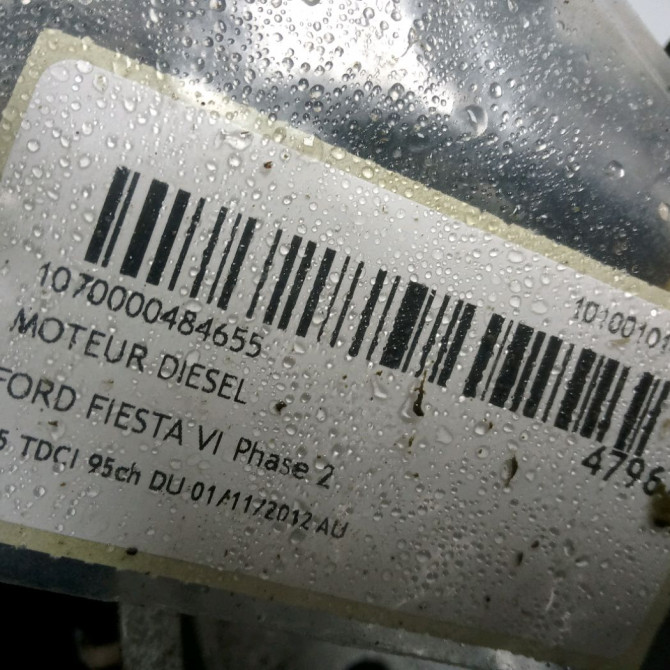 1070000484655 10100101
MOTEUR DIESEL 4796
FORD FIESTA VI Phase 2
5 TDCI 95ch DU 01/11/2012 AU